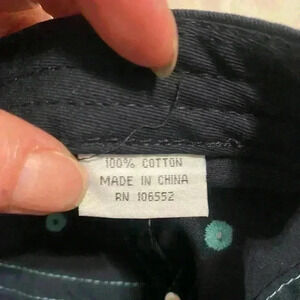 100% COTTON
MADE IN CHINA
RN 106552